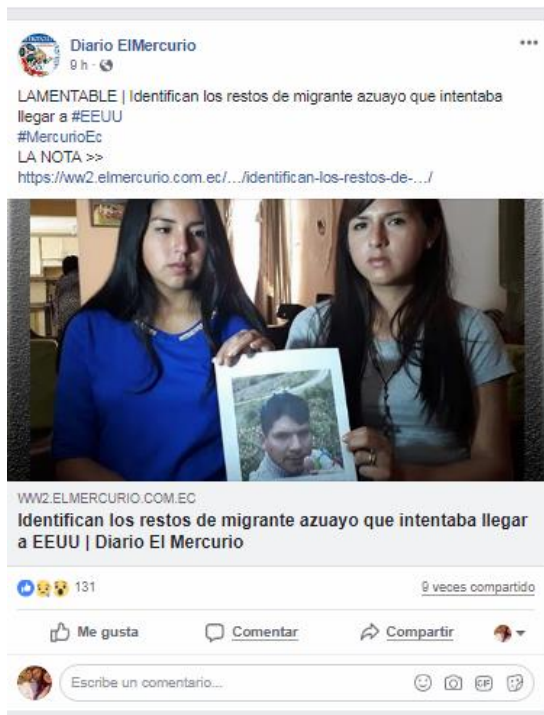 Diario ElMercurio
9 h ·
LAMENTABLE | Identifican los restos de migrante azuayo que intentaba
llegar a #EEUU
#MercurioEc
LA NOTA >>
https://ww2.elmercurio.com.ec/.../identifican-los-restos-de-.../
WW2.ELMERCURIO.COM.EC
Identifican los restos de migrante azuayo que intentaba llegar
a EEUU | Diario El Mercurio
131
9 veces compartido
Me gusta
Comentar
Compartir
Escribe un comentario...
GIF